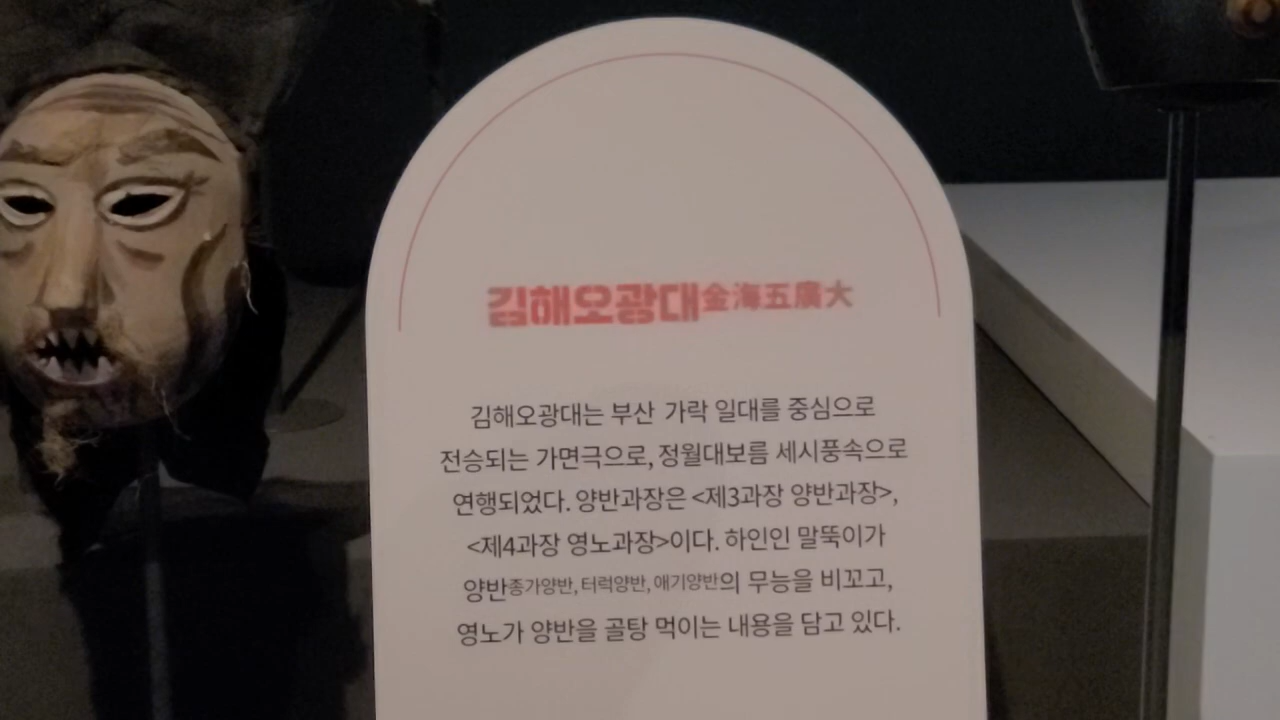 김해오광대金海五廣大
김해오광대는 부산 가락 일대를 중심으로
전승되는 가면극으로, 정월대보름 세시풍속으로
연행되었다. 양반과장은 <제3과장 양반과장>,
<제4과장 영노과장>이다. 하인인 말뚝이가
양반종가양반, 터럭양반, 애기양반의 무능을 비꼬고,
영노가 양반을 골탕 먹이는 내용을 담고 있다.